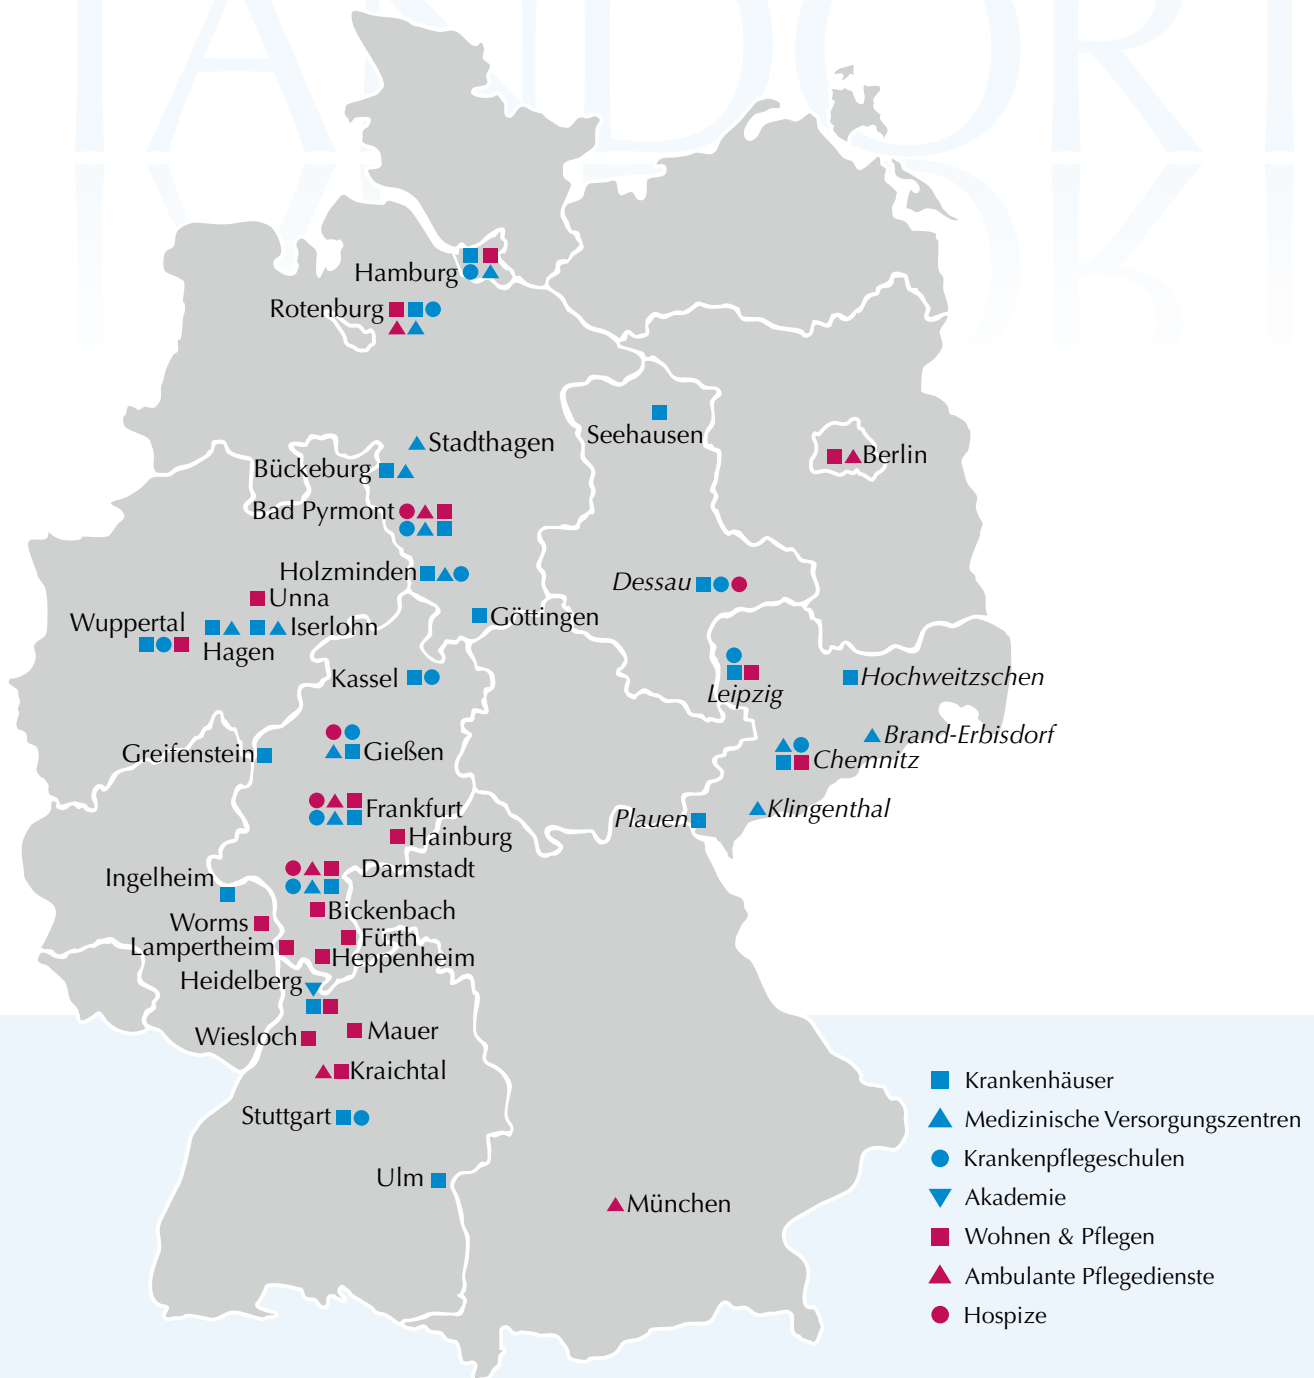 TANDORT
Hamburg
Rotenburg
Stadthagen
Seehausen
Bückeburg
Berlin
Bad Pyrmont
Holzminden
Dessau
Unna
Göttingen
Wuppertal
Iserlohn
Hagen
Kassel
Hochweitzschen
Leipzig
Brand-Erbisdorf
Greifenstein
Gießen
Chemnitz
Frankfurt
Klingenthal
Plauen
Hainburg
Darmstadt
Ingelheim
Bickenbach
Worms
Fürth
Lampertheim
Heppenheim
Heidelberg
Mauer
Wiesloch
Kraichtal
Krankenhäuser
Stuttgart
Medizinische Versorgungszentren
Krankenpflegeschulen
Ulm
Akademie
München
Wohnen & Pflegen
Ambulante Pflegedienste
Hospize